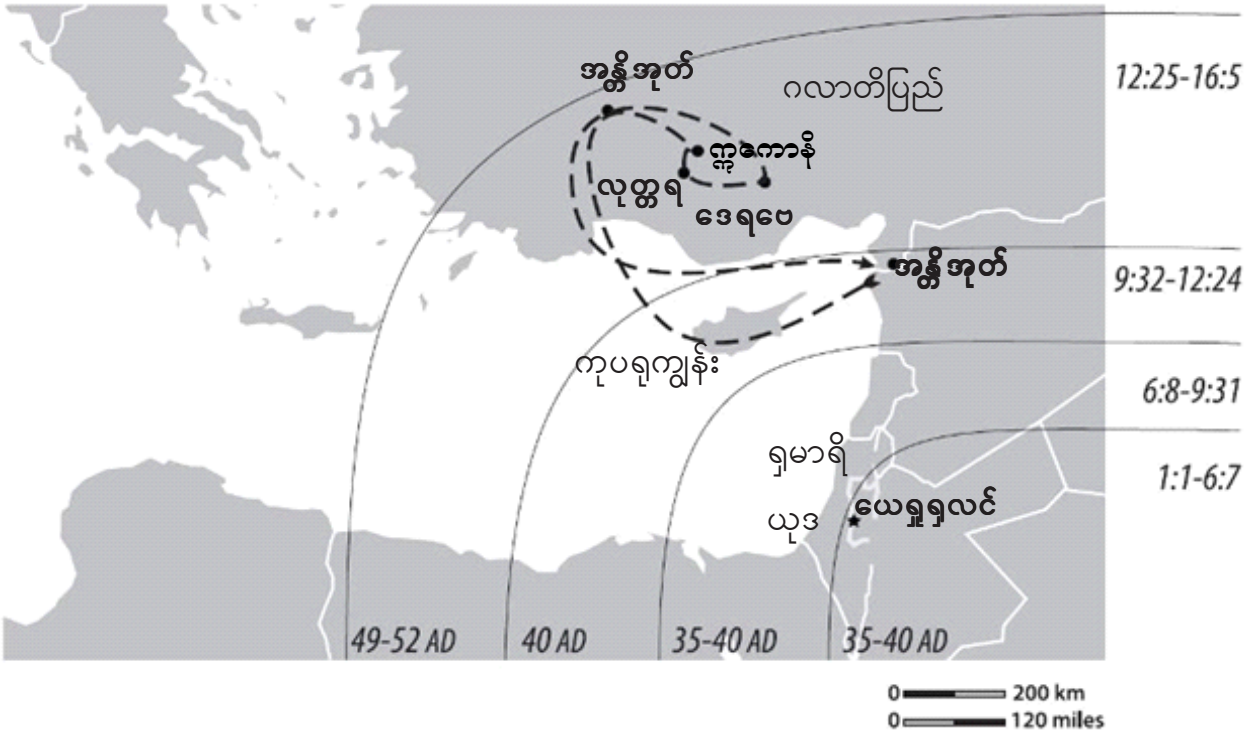 အန္တိအုတ်
ဂလာတိပြည်
12:25-16:5
ဣကောနိ
လုတ္တရ
ဒေရဗေ
အန္တိအုတ်
9:32-12:24
ကုပရုကျွန်း
6:8-9:31
ရှမာရိ
1:1-6:7
ယေရှုရှလင်
ယုဒ
49-52 AD
40 AD
35-40 AD
35-40 AD
0 200 km
0 120 miles